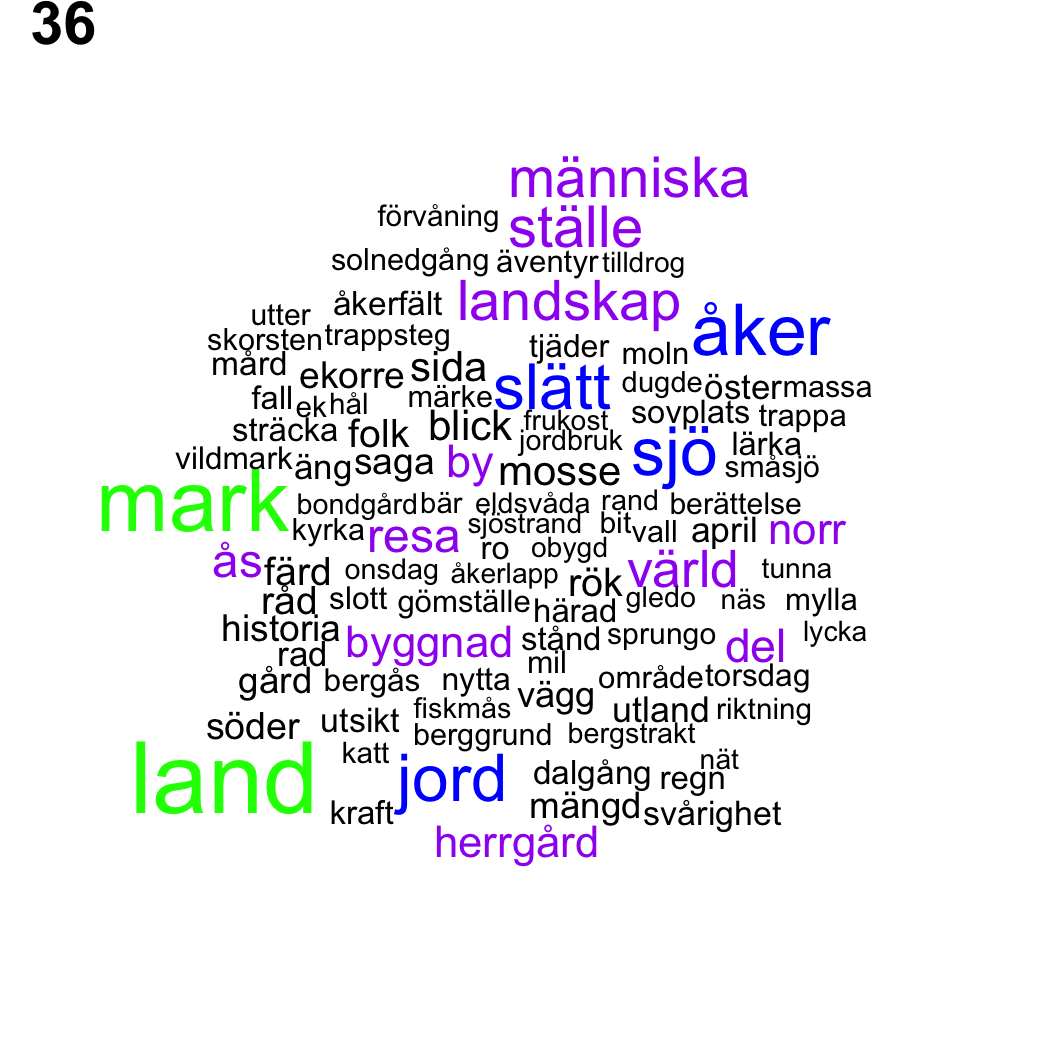 36
människa
förvåning ställe
solnedgång äventyr tilldrog
utter åkerfält landskap åker
skorsten trappsteg tjäder moln
mård ekorre sida slätt dugde öster massa
fall ek hål märke blick frukost sovplats trappa
sträcka folk jordbruk sjö lärka
vildmark äng saga by mosse småsjö
mark bondgård bär eldsvåda rand berättelse
kyrka resa sjöstrand bit vall april norr
ås färd onsdag ro obygd åkerlapp rök värld tunna
råd slott gömställe härad gledo näs mylla
historia byggnad stånd sprungo del lycka
rad mil
gård bergås nytta vägg område torsdag
söder utsikt fiskmås utland riktning
berggrund bergstrakt
land katt jord dalgång regn nät
kraft mängd svårighet
herrgård